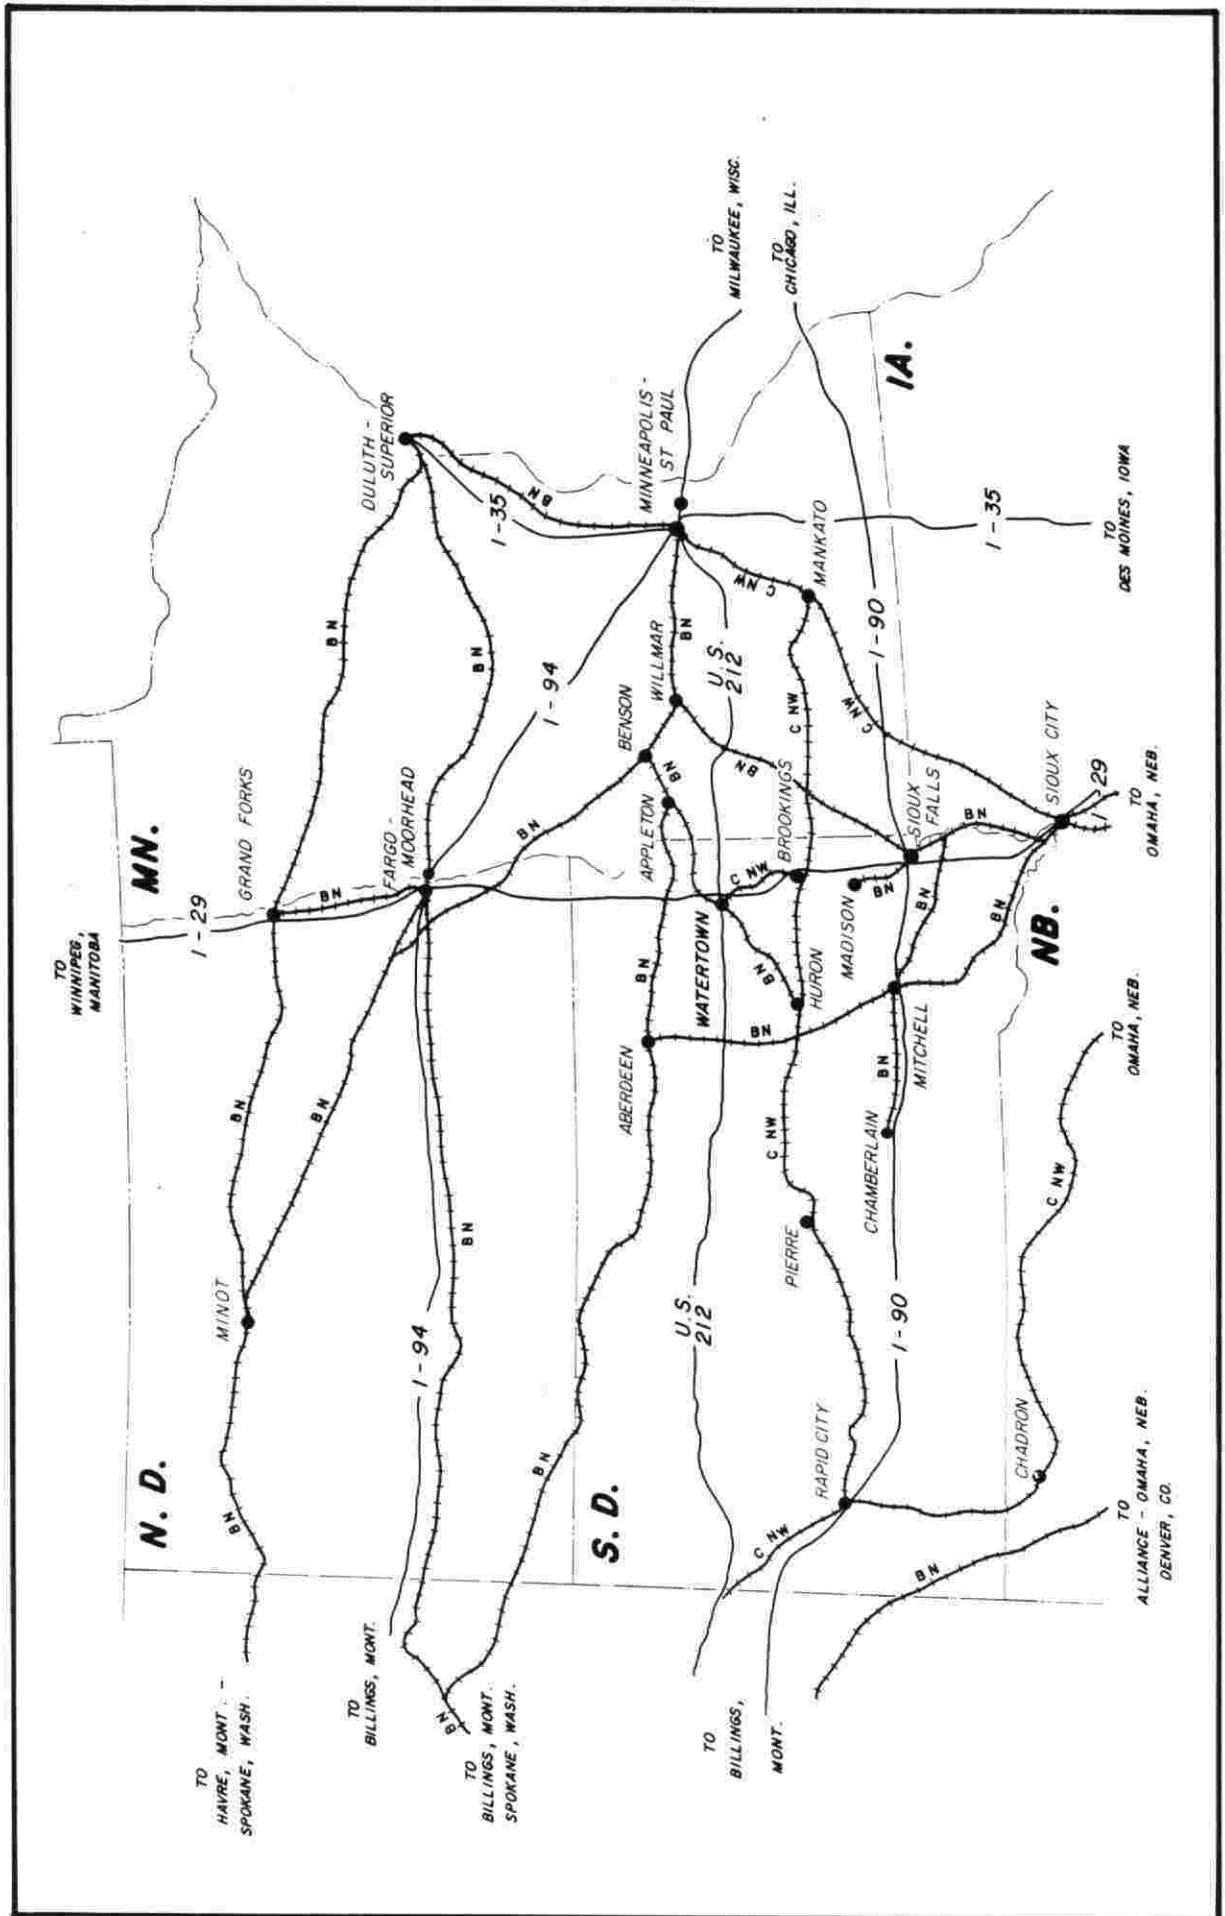 TO
WINNIPEG,
MANITOBA
MN.
I-29
GRAND FORKS
BN
BN
DULUTH -
SUPERIOR
N. D.
MINOT
BN
BN
BN
TO
HAVRE, MONT. -
SPOKANE, WASH.
FARGO -
MOORHEAD
BN
I-35
BN
I-94
I-94
BN
TO
BILLINGS, MONT.
BN
TO
BILLINGS, MONT.
SPOKANE, WASH.
BN
BN
BENSON
WILLMAR
BN
MINNEAPOLIS -
ST PAUL
TO
MILWAUKEE, WISC.
APPLETON
BN
BN
ABERDEEN
S. D.
U.S.
212
U.S.
212
WATERTOWN
C NW
BN
BN
BN
C NW
MANKATO
TO
CHICAGO, ILL.
BROOKINGS
C NW
HURON
C NW
PIERRE
RAPID CITY
C NW
TO
BILLINGS,
MONT.
MADISON
BN
SIOUX
FALLS
C NW
I-90
IA.
I-35
TO
DES MOINES, IOWA
BN
MITCHELL
BN
CHAMBERLAIN
I-90
BN
BN
SIOUX CITY
I-29
TO
OMAHA, NEB.
NB.
TO
OMAHA, NEB.
C NW
CHADRON
BN
TO
ALLIANCE - OMAHA, NEB.
DENVER, CO.